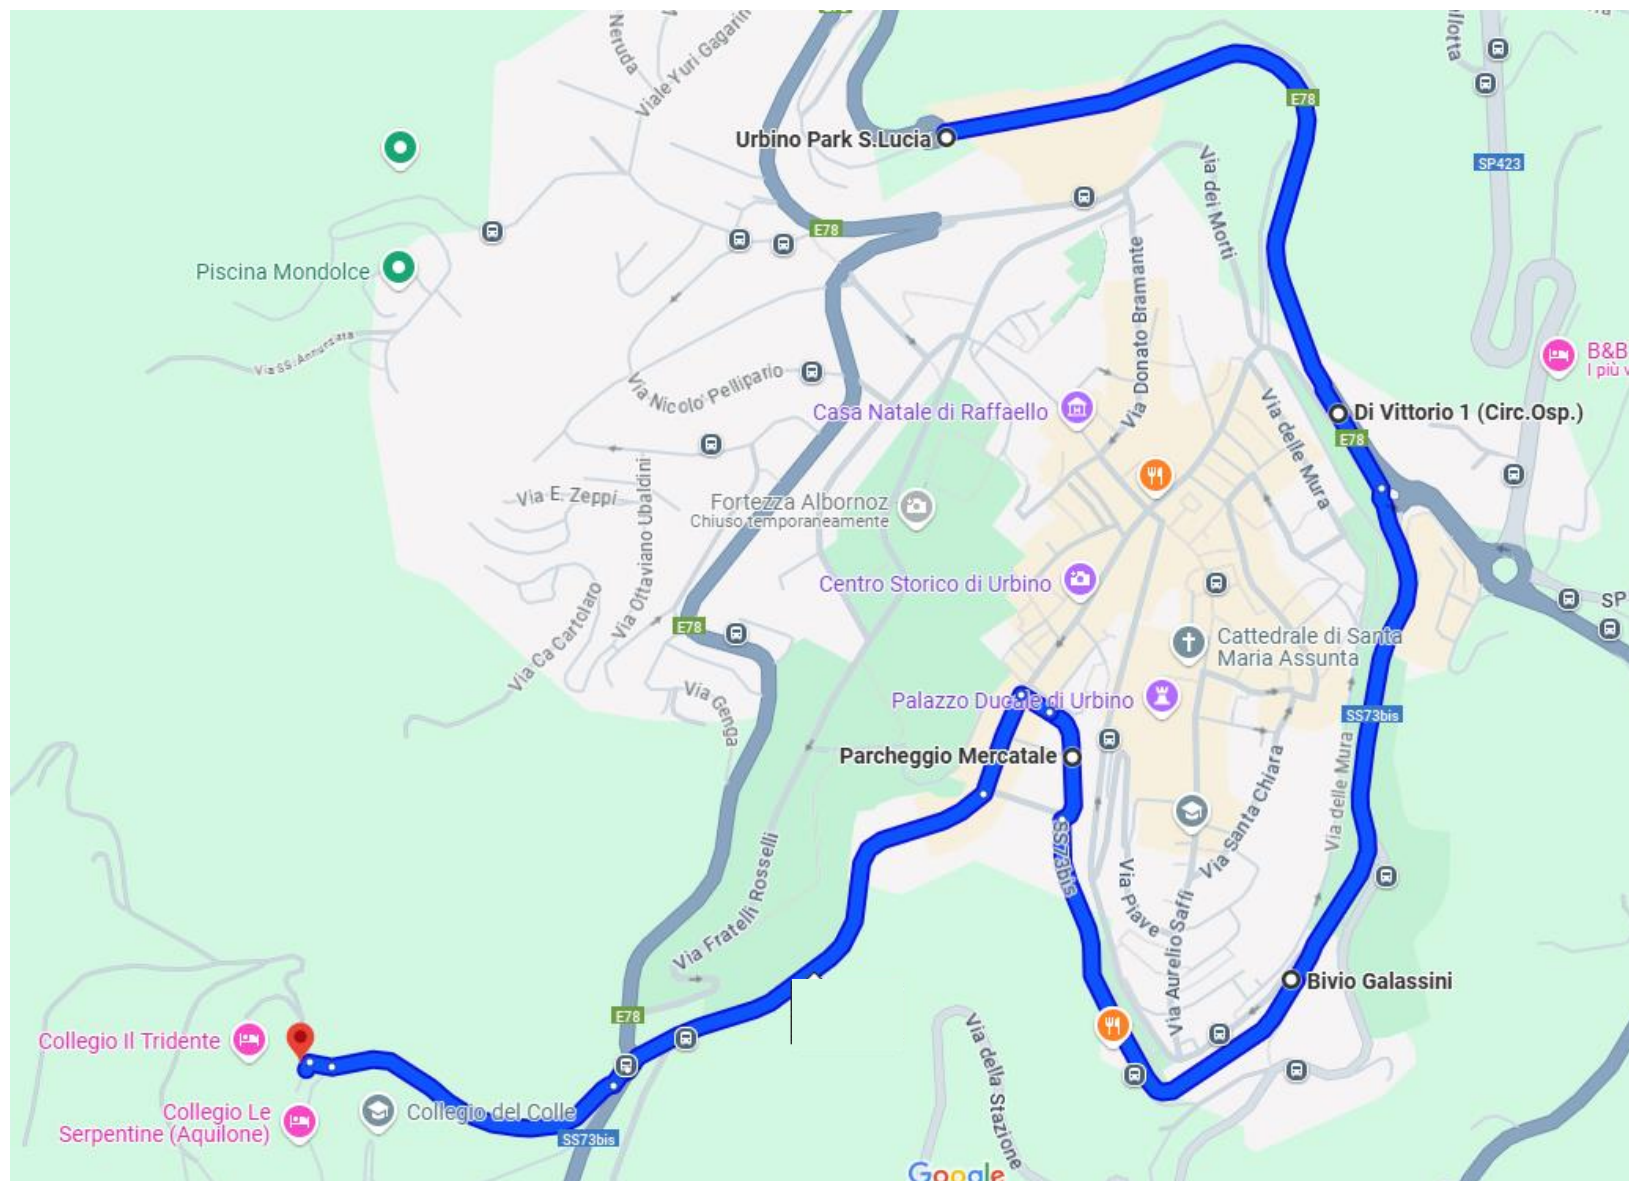 Neruda
Viale Yuri Gagarin
E78
SP423
Urbino Park S.Lucia
Via dei Morti
E78
Piscina Mondolce
Via Donato Bramante
Via SS. Annunziata
B&B
I più v
Via Nicolo' Pellipario
Casa Natale di Raffaello
Di Vittorio 1 (Circ.Osp.)
E78
Via delle Mura
Via E. Zeppi
Via Ottaviano Ubaldini
Fortezza Albornoz
Chiuso temporaneamente
Centro Storico di Urbino
SP
E78
Via Ca Cartolaro
Cattedrale di Santa
Maria Assunta
Via Genga
Palazzo Ducale di Urbino
SS73bis
Parcheggio Mercatale
Via delle Mura
Via Santa Chiara
SS73bis
Via Piave
Via Fratelli Rosselli
Via Aurelio Saffi
Bivio Galassini
E78
Collegio Il Tridente
Via della Stazione
Collegio Le
Serpentine (Aquilone)
Collegio del Colle
SS73bis
Google